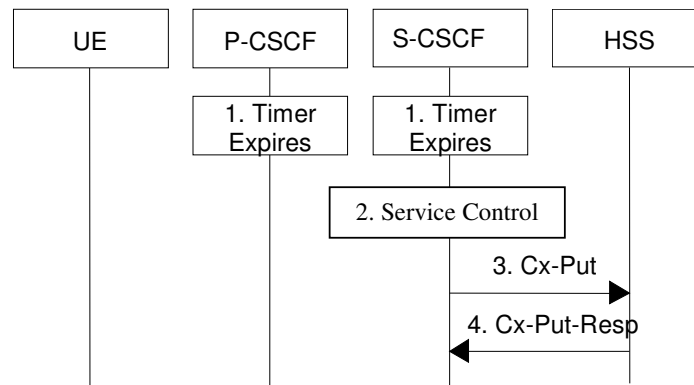 UE
P-CSCF
S-CSCF
HSS
1. Timer
Expires
1. Timer
Expires
2. Service Control
3. Cx-Put
4. Cx-Put-Resp